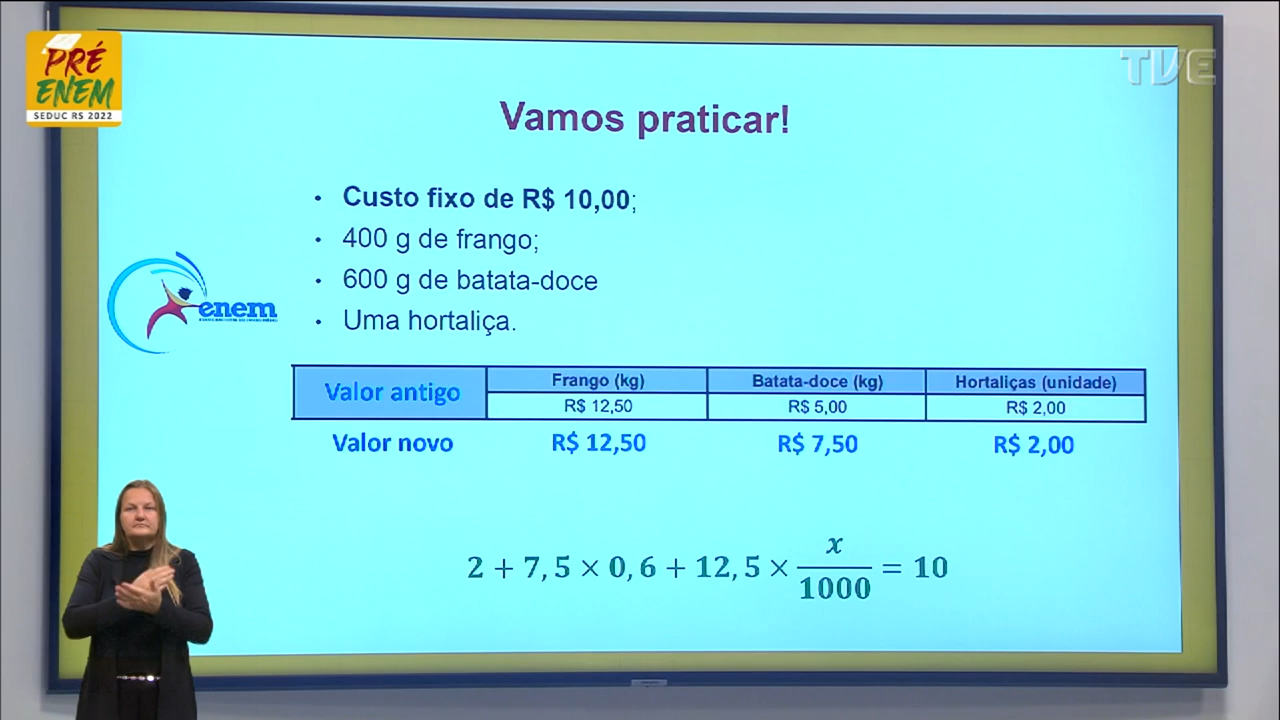 PRÉ
ENEM
SEDUC RS 2022
TVE
Vamos praticar!
• Custo fixo de R$ 10,00;
• 400 g de frango;
• 600 g de batata-doce
• Uma hortaliça.
enem
Valor antigo Frango (kg) Batata-doce (kg) Hortaliças (unidade)
R$ 12,50 R$ 5,00 R$ 2,00
Valor novo R$ 12,50 R$ 7,50 R$ 2,00
2 + 7,5 × 0,6 + 12,5 × x/1000 = 10